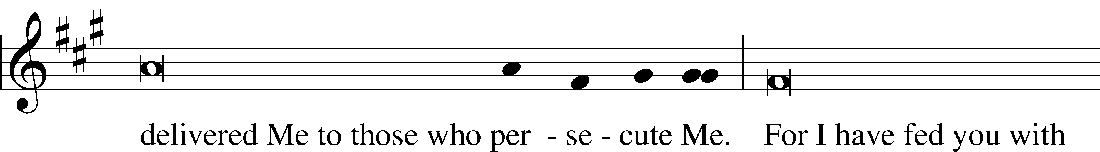 delivered Me to those who per - se - cute Me. For I have fed you with